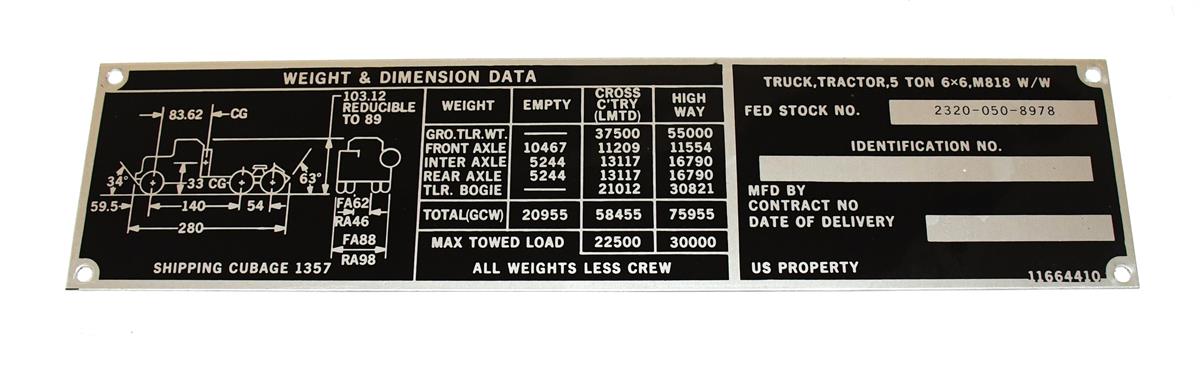 WEIGHT & DIMENSION DATA
83.62 CG
103.12
REDUCIBLE
TO 89
34° 33 CG 63°
59.5 140 54
280
FA62
RA46
FA88
RA98
SHIPPING CUBAGE 1357
WEIGHT EMPTY CROSS C'TRY (LMTD) HIGH WAY
GRO.TLR.WT. — 37500 55000
FRONT AXLE 10467 11209 11554
INTER AXLE 5244 13117 16790
REAR AXLE 5244 13117 16790
TLR. BOGIE — 21012 30821
TOTAL(GCW) 20955 58455 75955
MAX TOWED LOAD 22500 30000
ALL WEIGHTS LESS CREW
TRUCK,TRACTOR,5 TON 6×6,M818 W/W
FED STOCK NO. 2320-050-8978
IDENTIFICATION NO.
MFD BY
CONTRACT NO
DATE OF DELIVERY
US PROPERTY
11664410